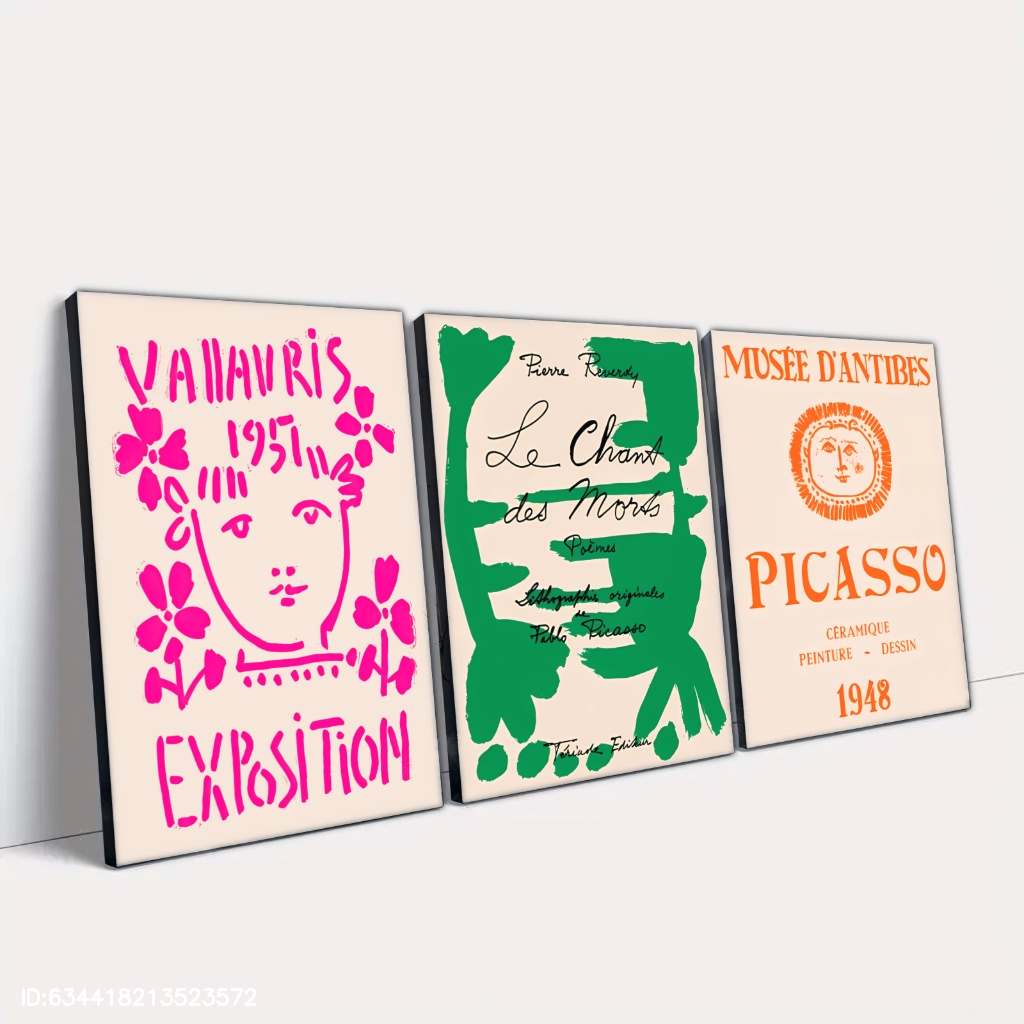 VAllAURIS
1951
EXPOSITION
Pierre Reverdy
Le Chant
des Morts
Poèmes
Lithographies originales
de
Pablo Picasso
Tériade Editeur
MUSÉE D'ANTIBES
PICASSO
CÉRAMIQUE
PEINTURE - DESSIN
1948
ID:634418213523572